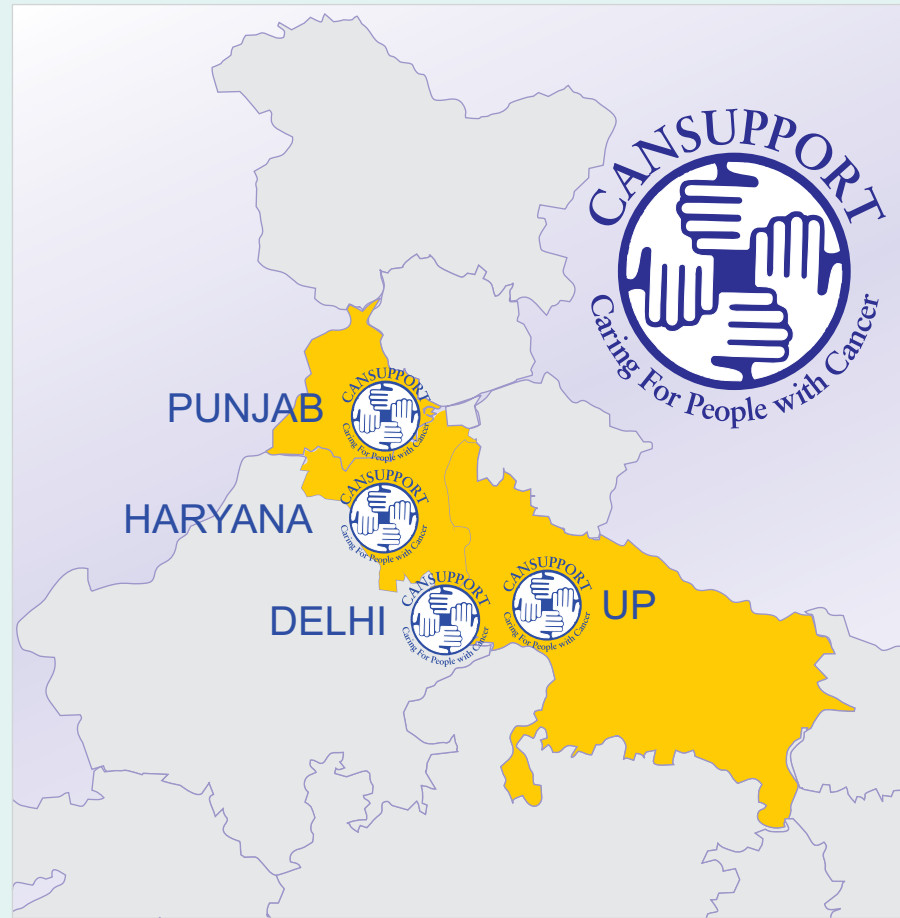 CANSUPPORT
Caring For People with Cancer
PUNJAB
CANSUPPORT
Caring For People with Cancer
HARYANA
CANSUPPORT
Caring For People with Cancer
DELHI
CANSUPPORT
Caring For People with Cancer
CANSUPPORT
Caring For People with Cancer
UP